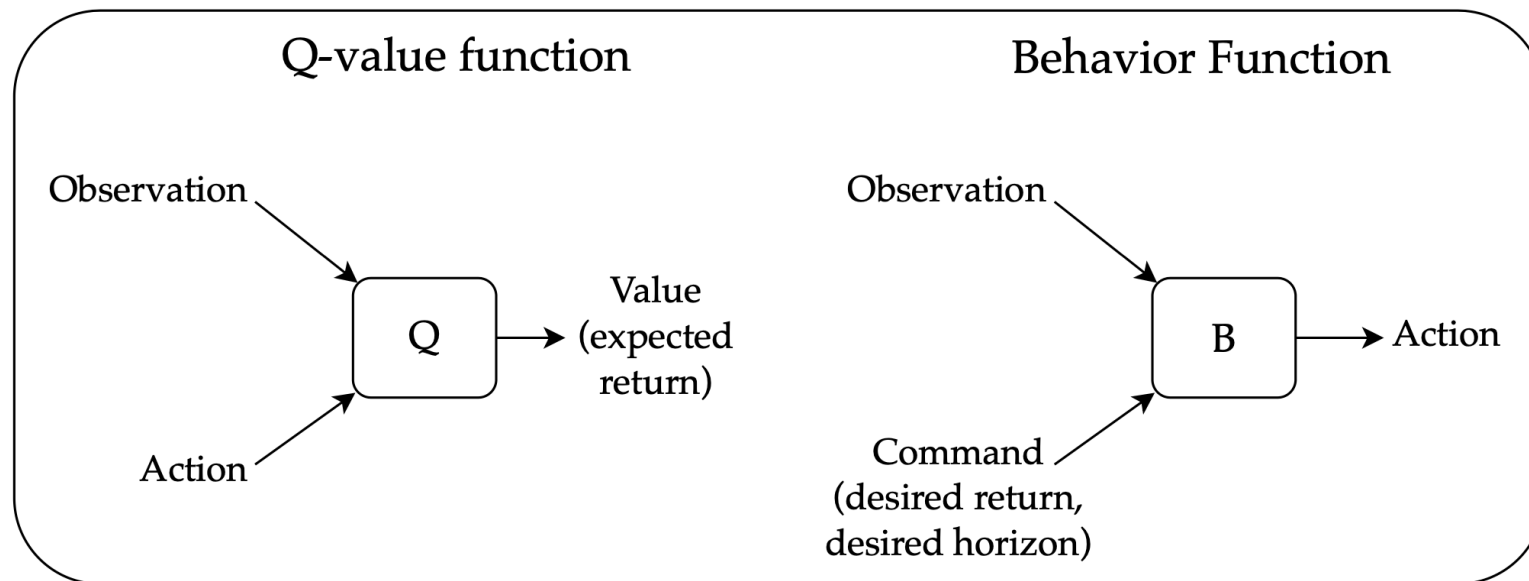 Q-value function
Observation
Q
Value
(expected
return)
Action
Behavior Function
Observation
B
Action
Command
(desired return,
desired horizon)